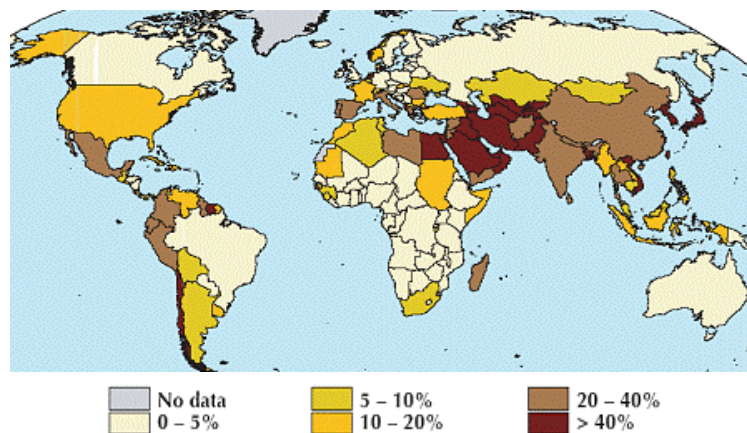 No data 5 – 10% 20 – 40%
0 – 5% 10 – 20% > 40%